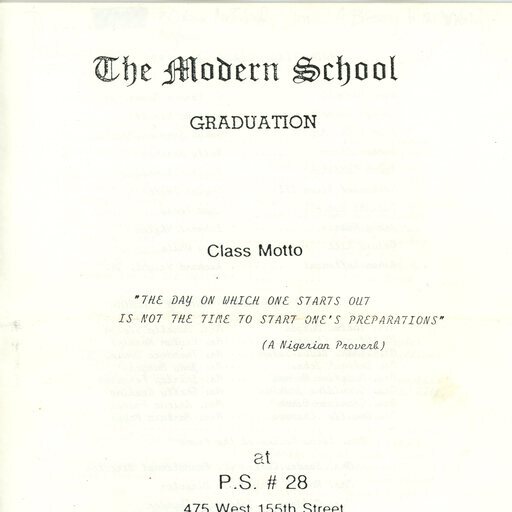 The Modern School
GRADUATION
Class Motto
"THE DAY ON WHICH ONE STARTS OUT
IS NOT THE TIME TO START ONE'S PREPARATIONS"
(A Nigerian Proverb)
at
P.S. # 28
475 West 155th Street